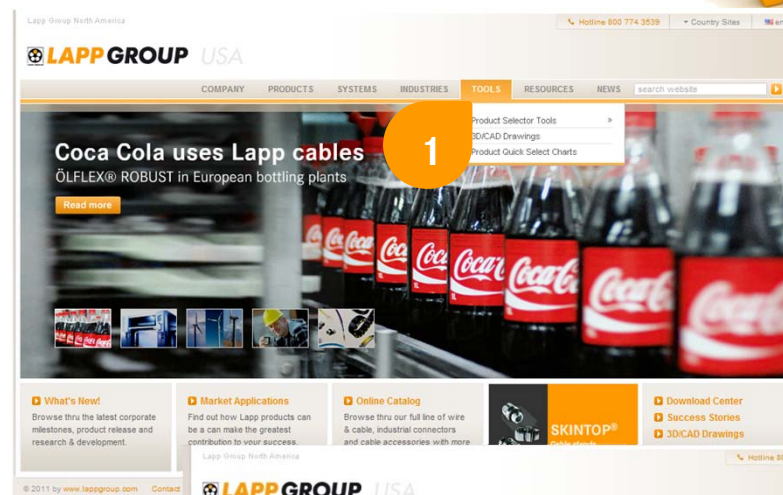 Lapp Group North America
Hotline 800 774 3539
Country Sites
en
LAPP GROUP USA
COMPANY PRODUCTS SYSTEMS INDUSTRIES TOOLS RESOURCES NEWS search website
Product Selector Tools »
3D/CAD Drawings
Product Quick Select Charts
1
Coca Cola uses Lapp cables
ÖLFLEX® ROBUST in European bottling plants
Read more
Coca-Cola
What's New!
Browse thru the latest corporate
milestones, product release and
research & development.
Market Applications
Find out how Lapp products can
be a can make the greatest
contribution to your success.
Online Catalog
Browse thru our full line of wire
& cable, industrial connectors
and cable accessories with more
SKINTOP®
Cable glands
Download Center
Success Stories
3D/CAD Drawings
© 2011 by www.lappgroup.com Contact
Lapp Group North America
Hotline
LAPP GROUP USA